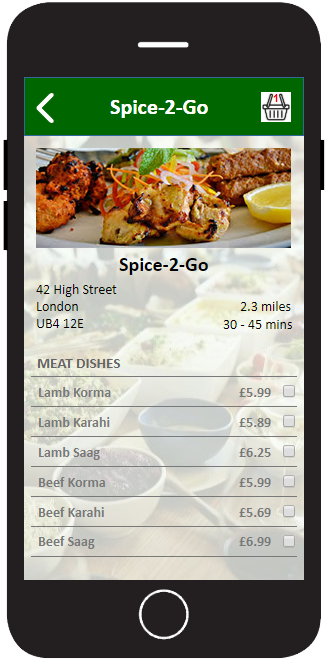 Spice-2-Go
1
Spice-2-Go
42 High Street
London 2.3 miles
UB4 12E 30 - 45 mins
MEAT DISHES
Lamb Korma £5.99
Lamb Karahi £5.89
Lamb Saag £6.25
Beef Korma £5.99
Beef Karahi £5.69
Beef Saag £6.99